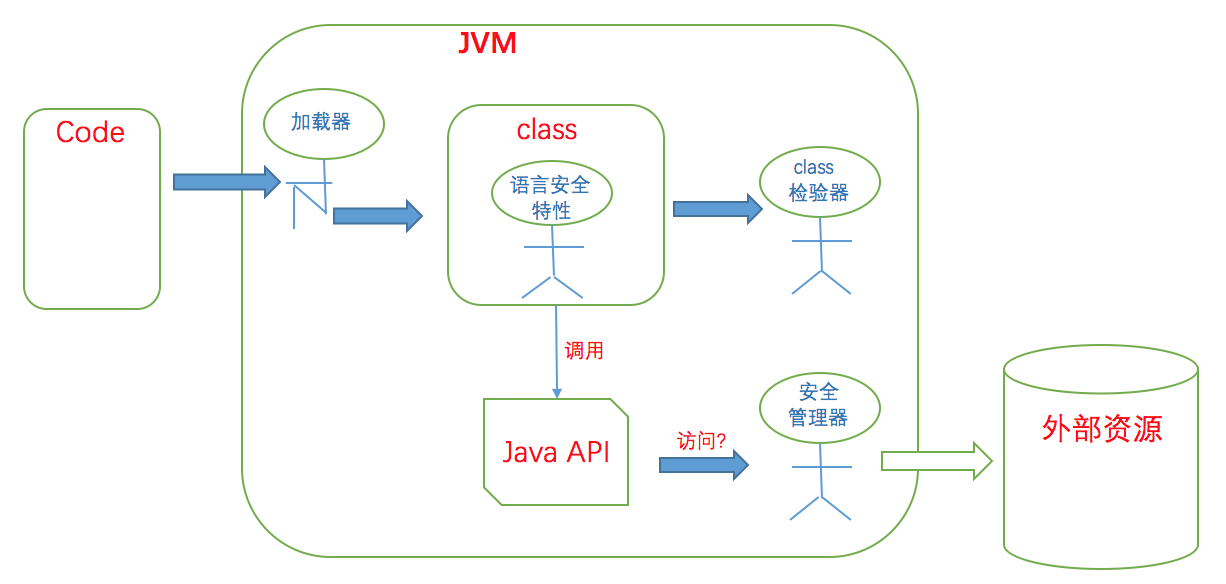 JVM
Code
加载器
class
语言安全
特性
class
检验器
调用
Java API
访问?
安全
管理器
外部资源